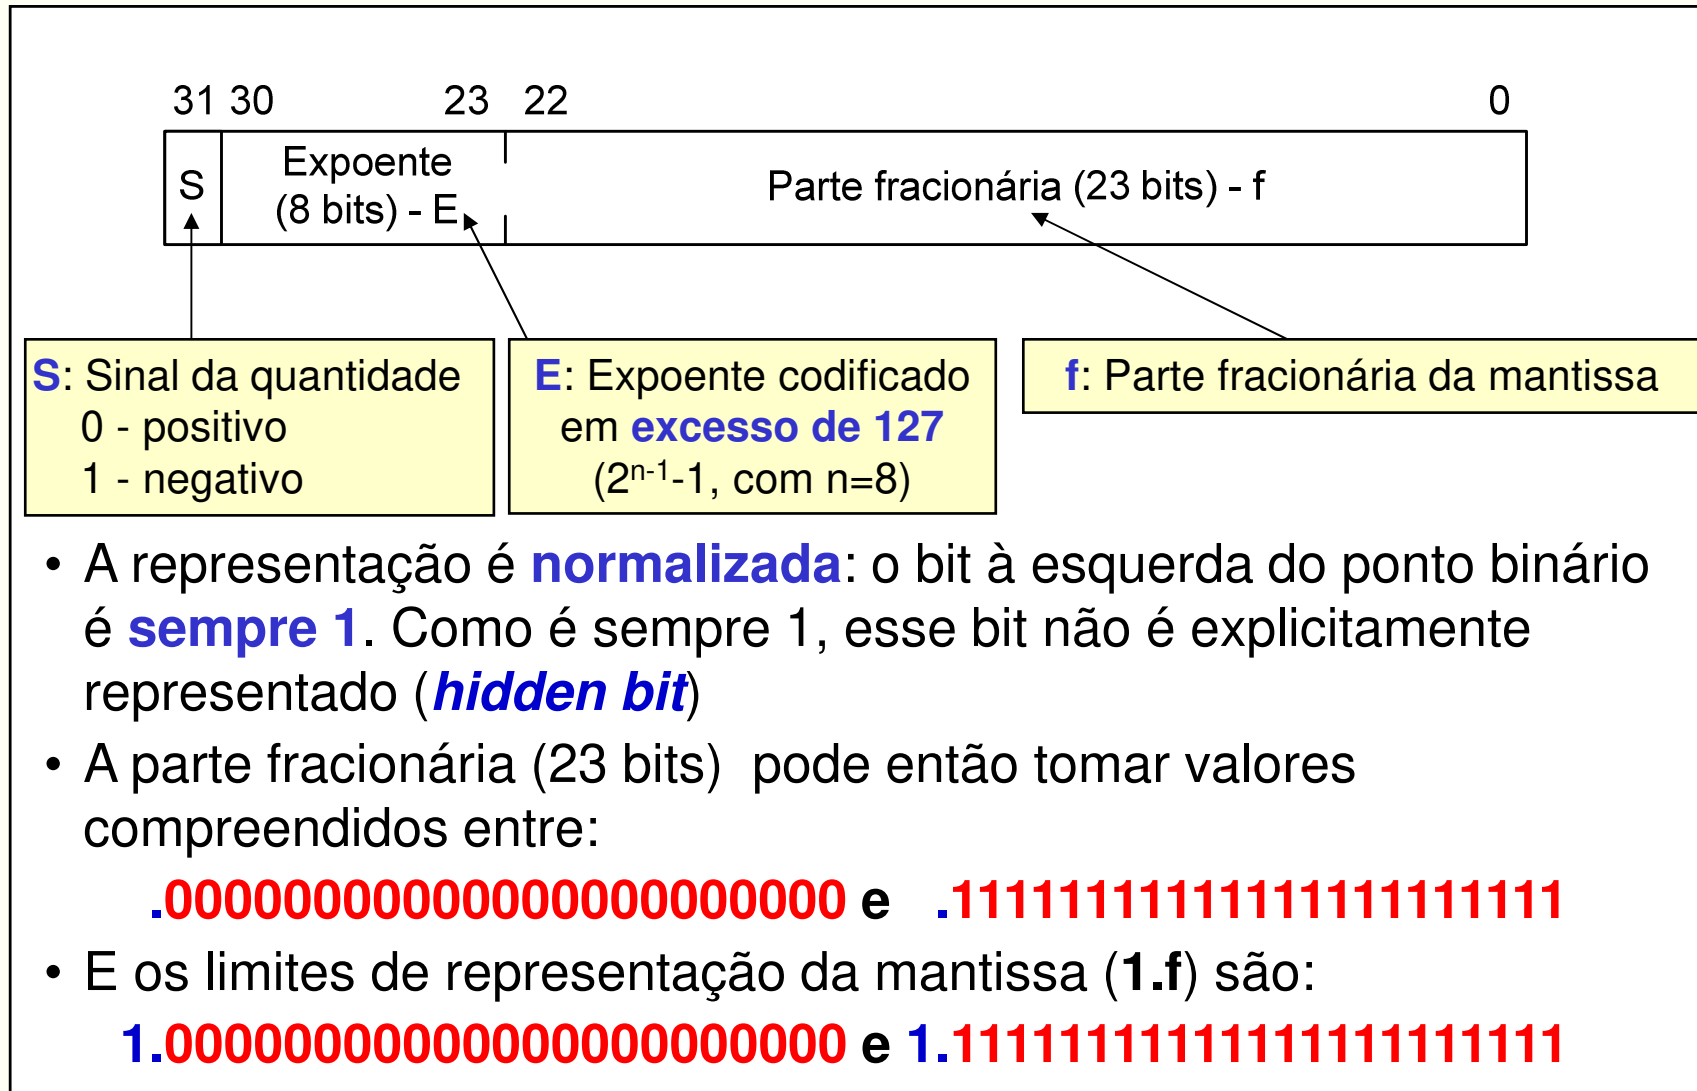 31 30 23 22 0
S
Expoente
(8 bits) - E
Parte fracionária (23 bits) - f
S: Sinal da quantidade
0 - positivo
1 - negativo
E: Expoente codificado
em excesso de 127
(2ⁿ⁻¹-1, com n=8)
f: Parte fracionária da mantissa
• A representação é normalizada: o bit à esquerda do ponto binário
é sempre 1. Como é sempre 1, esse bit não é explicitamente
representado (hidden bit)
• A parte fracionária (23 bits) pode então tomar valores
compreendidos entre:
.00000000000000000000000 e .11111111111111111111111
• E os limites de representação da mantissa (1.f) são:
1.00000000000000000000000 e 1.11111111111111111111111